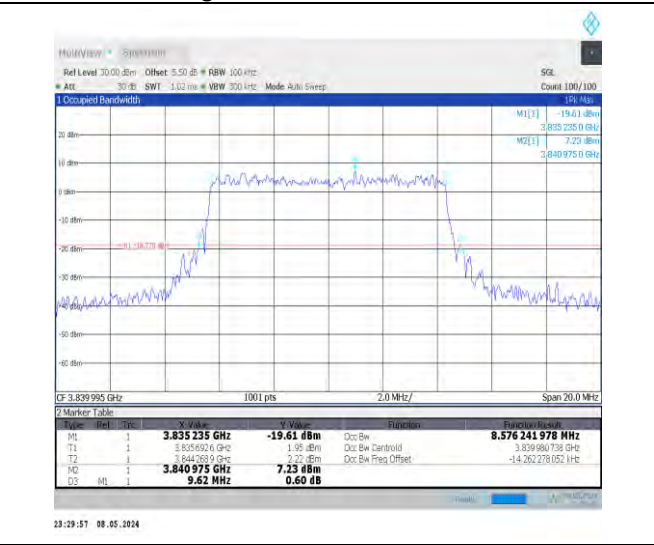 MultiView Spectrum
Ref Level 30.00 dBm Offset 5.50 dB RBW 100 kHz SGL
Att 30 dB SWT 1.02 ms VBW 300 kHz Mode Auto Sweep Count 100/100
1 Occupied Bandwidth 1Pk Max
M1[1] -19.61 dBm
3.835 235 0 GHz
M2[1] 7.23 dBm
3.840 975 0 GHz
20 dBm
10 dBm
0 dBm
-10 dBm
-20 dBm
-30 dBm
-40 dBm
-50 dBm
-60 dBm
CF 3.839 995 GHz 1001 pts 2.0 MHz/ Span 20.0 MHz
2 Marker Table
Type Ref Trc X-Value Y-Value Function Function Result
M1 1 3.835 235 GHz -19.61 dBm Occ Bw 8.576 241 978 MHz
T1 1 3.835 692 6 GHz 1.95 dBm Occ Bw Centroid 3.839 980 738 GHz
T2 1 3.844 268 9 GHz 2.22 dBm Occ Bw Freq Offset -14.262 278 052 kHz
M2 1 3.840 975 GHz 7.23 dBm
D3 M1 1 9.62 MHz 0.60 dB
23:29:57 08.05.2024